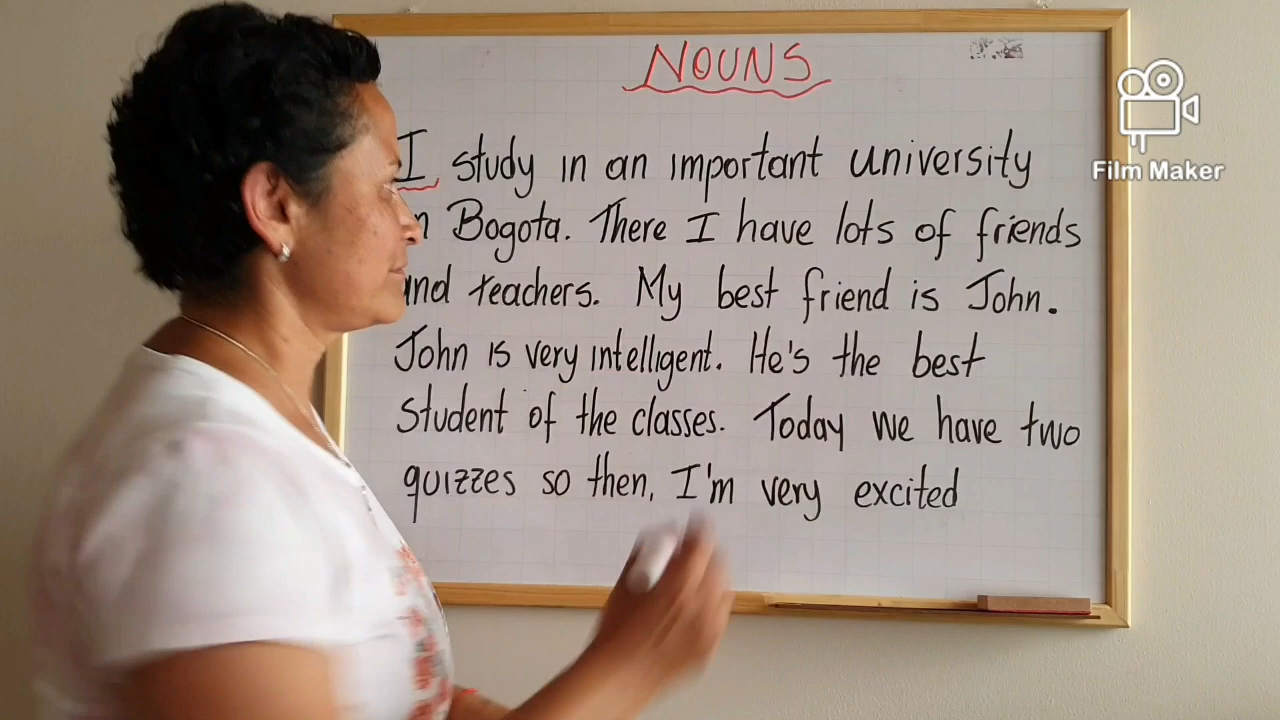 NOUNS
I study in an important university
n Bogota. There I have lots of friends
and teachers. My best friend is John.
John is very intelligent. He's the best
student of the classes. Today we have two
quizzes so then, I'm very excited
Film Maker